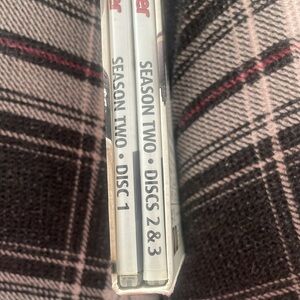 SEASON TWO • DISC 1
SEASON TWO • DISCS 2 & 3